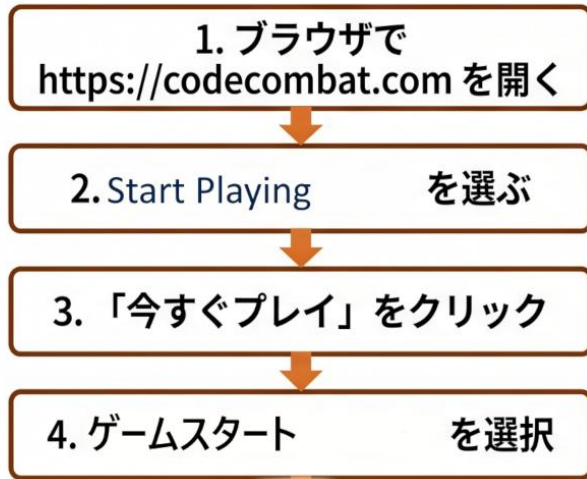 1. ブラウザで
https://codecombat.com を開く
2. Start Playing を選ぶ
3. 「今すぐプレイ」をクリック
4. ゲームスタート を選択